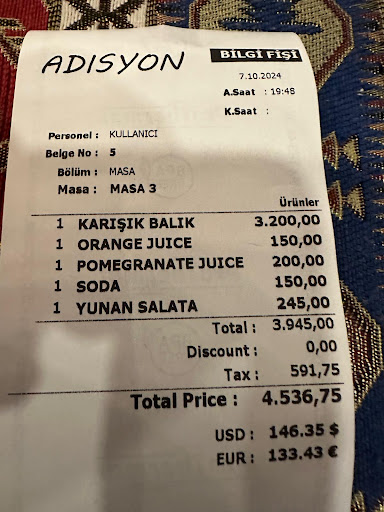 ADISYON
BİLGİ FİŞİ
7.10.2024
A.Saat : 19:48
K.Saat :
Personel : KULLANICI
Belge No : 5
Bölüm : MASA
Masa : MASA 3
Ürünler
1 KARIŞIK BALIK 3.200,00
1 ORANGE JUICE 150,00
1 POMEGRANATE JUICE 200,00
1 SODA 150,00
1 YUNAN SALATA 245,00
Total : 3.945,00
Discount : 0,00
Tax : 591,75
Total Price : 4.536,75
USD : 146.35 $
EUR : 133.43 €